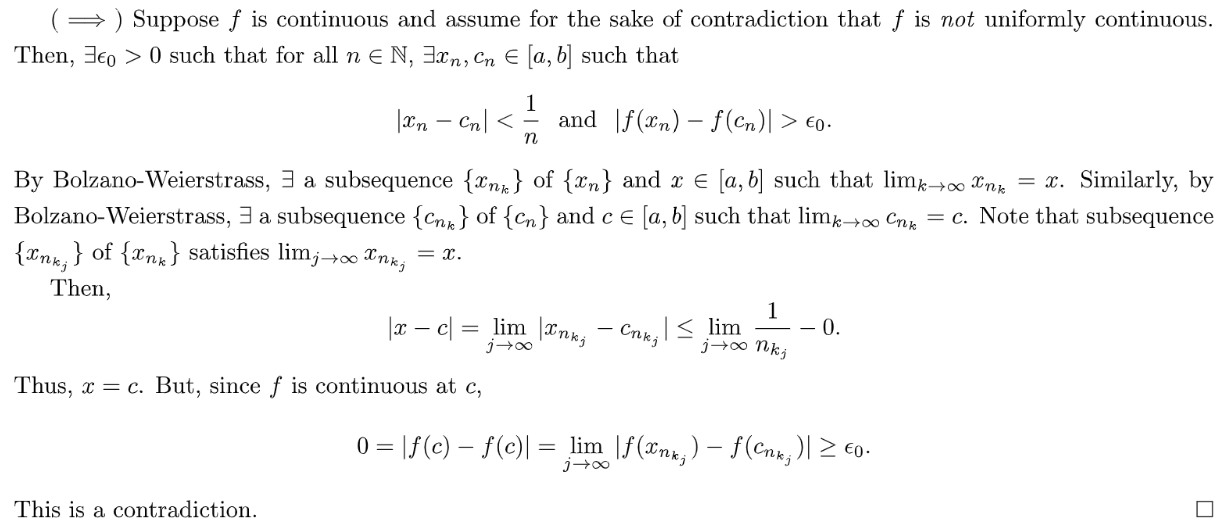 ( ⟹ ) Suppose f is continuous and assume for the sake of contradiction that f is not uniformly continuous.
Then, ∃ϵ₀ > 0 such that for all n ∈ ℕ, ∃xₙ, cₙ ∈ [a, b] such that
|xₙ − cₙ| < 1/n and |f(xₙ) − f(cₙ)| > ϵ₀.
By Bolzano-Weierstrass, ∃ a subsequence {x_{n_k}} of {xₙ} and x ∈ [a, b] such that lim_{k→∞} x_{n_k} = x. Similarly, by
Bolzano-Weierstrass, ∃ a subsequence {c_{n_k}} of {cₙ} and c ∈ [a, b] such that lim_{k→∞} c_{n_k} = c. Note that subsequence
{x_{n_{k_j}}} of {x_{n_k}} satisfies lim_{j→∞} x_{n_{k_j}} = x.
Then,
|x − c| = lim_{j→∞} |x_{n_{k_j}} − c_{n_{k_j}}| ≤ lim_{j→∞} 1/n_{k_j} − 0.
Thus, x = c. But, since f is continuous at c,
0 = |f(c) − f(c)| = lim_{j→∞} |f(x_{n_{k_j}}) − f(c_{n_{k_j}})| ≥ ϵ₀.
This is a contradiction. □